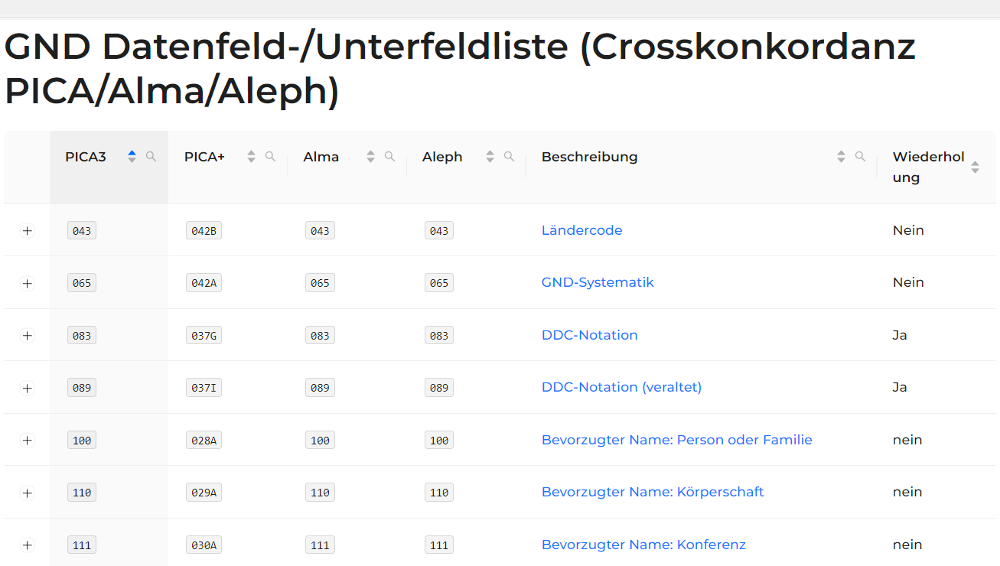 GND Datenfeld-/Unterfeldliste (Crosskonkordanz
PICA/Alma/Aleph)
PICA3 PICA+ Alma Aleph Beschreibung Wiederhol
ung
043 042B 043 043 Ländercode Nein
065 042A 065 065 GND-Systematik Nein
083 037G 083 083 DDC-Notation Ja
089 037I 089 089 DDC-Notation (veraltet) Ja
100 028A 100 100 Bevorzugter Name: Person oder Familie nein
110 029A 110 110 Bevorzugter Name: Körperschaft nein
111 030A 111 111 Bevorzugter Name: Konferenz nein